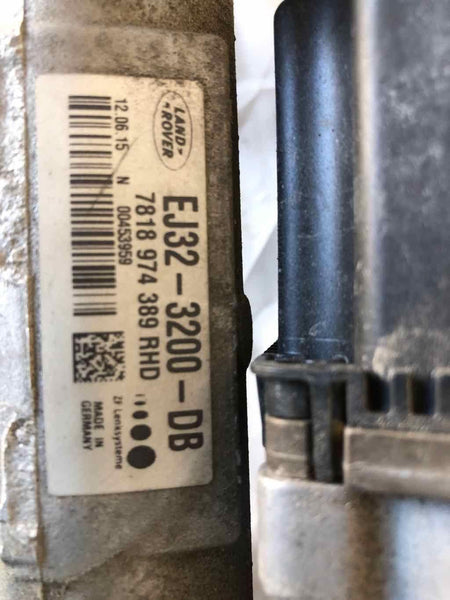 LAND
ROVER
EJ32-3200-DB
7818 974 389 RHD
12.06.15 N 00453959
ZF Lenksysteme
MADE IN
GERMANY